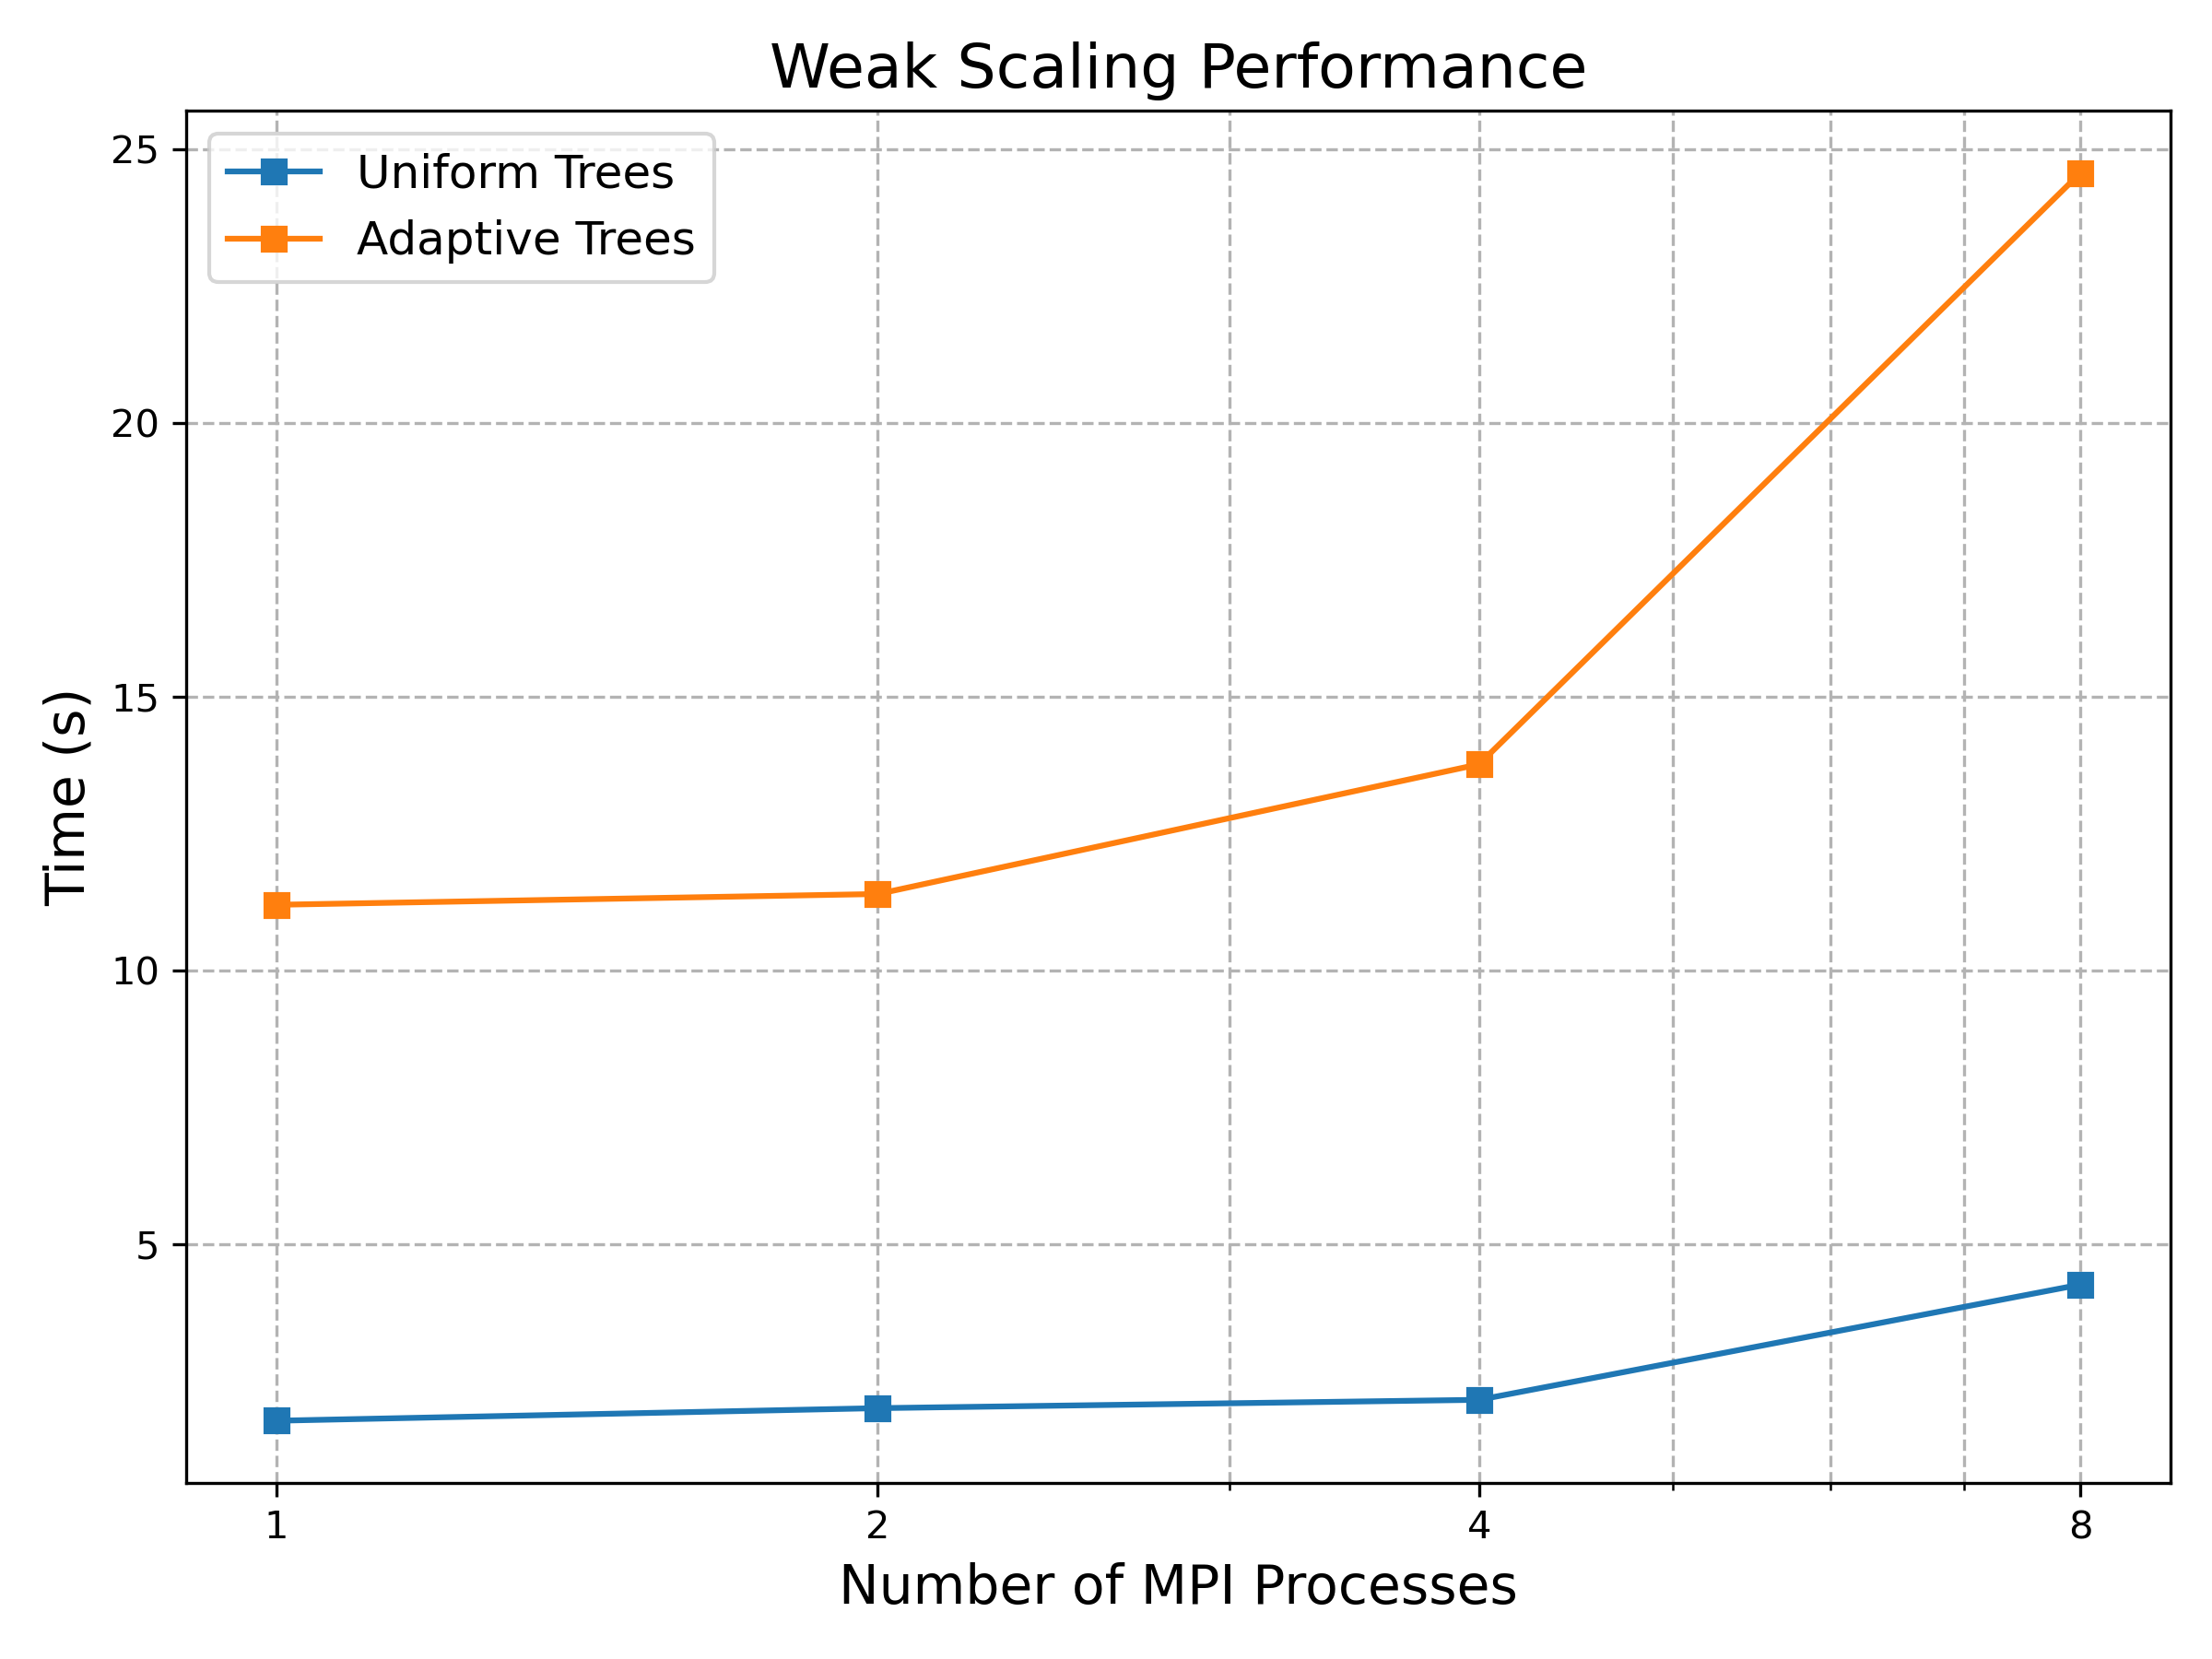 Weak Scaling Performance
Uniform Trees
Adaptive Trees
25
20
15
10
5
Time (s)
1 2 4 8
Number of MPI Processes